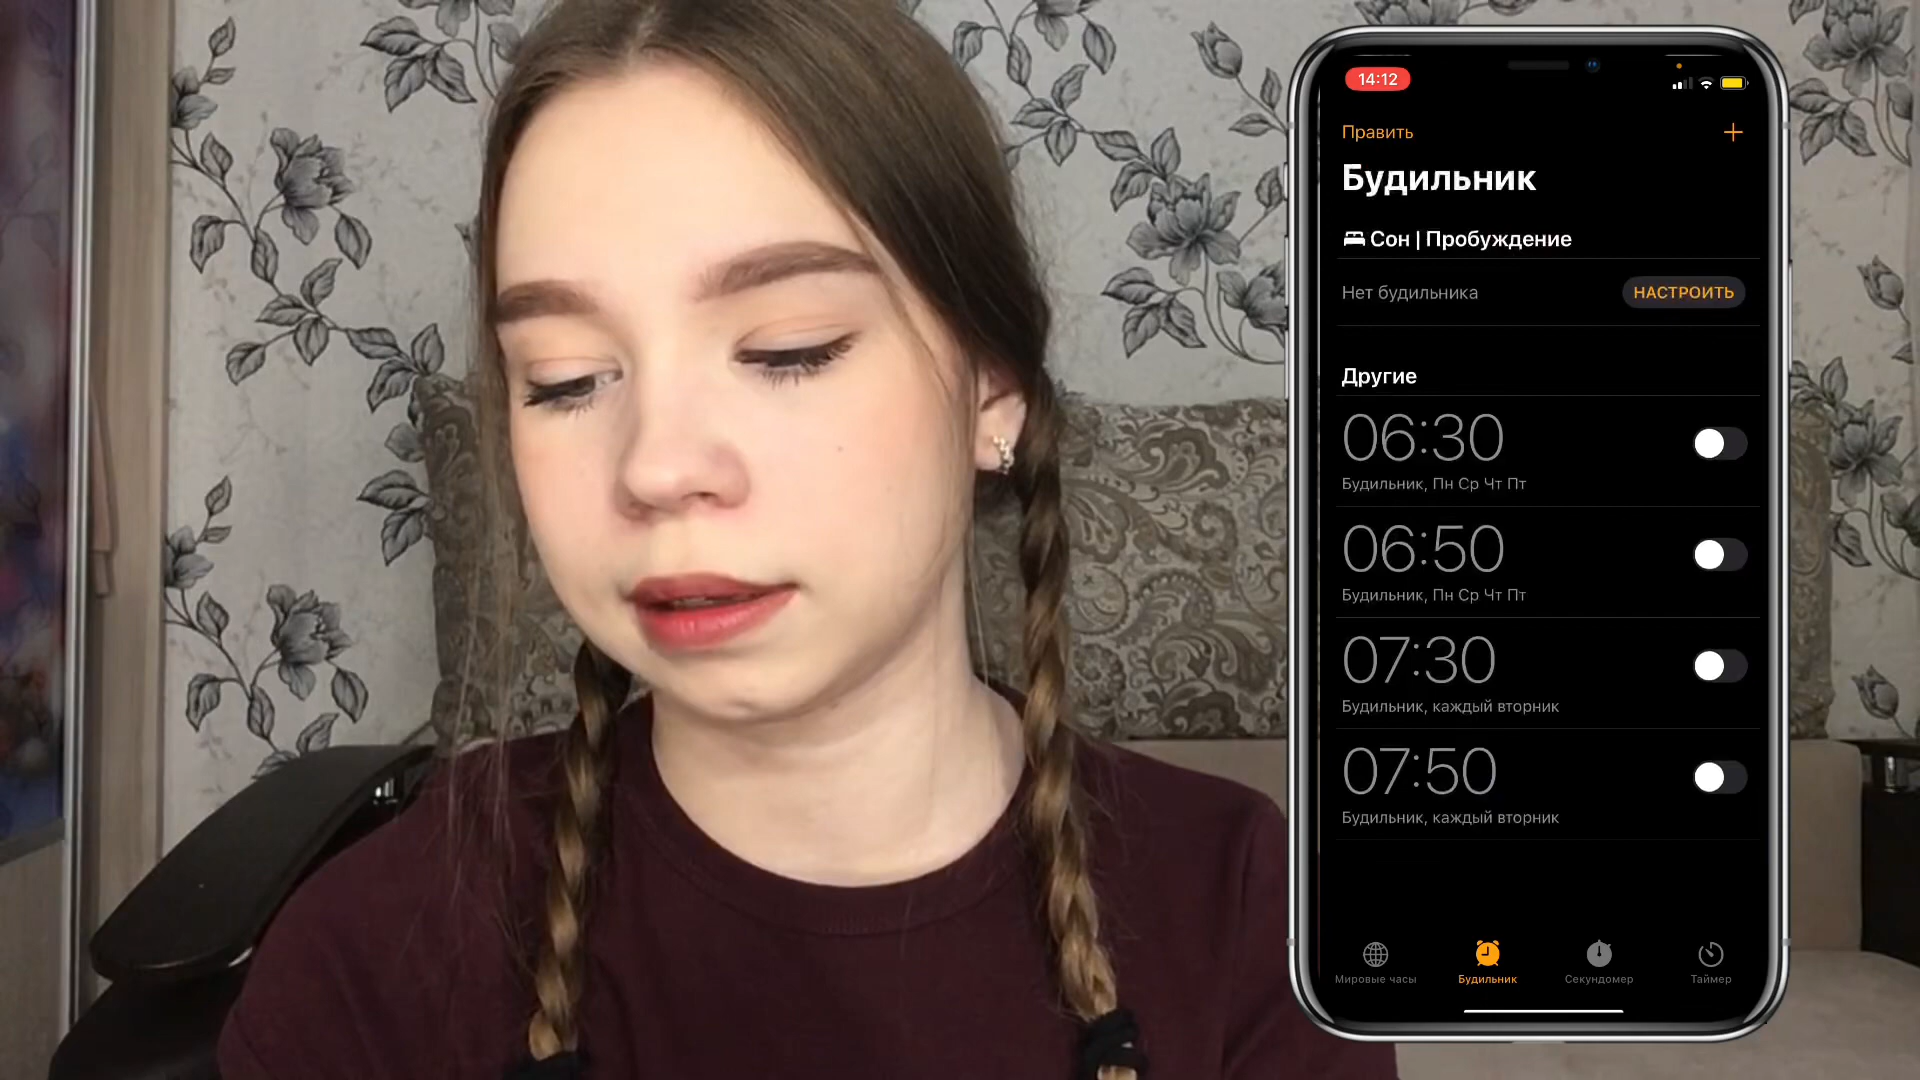 14:12
Править
Будильник
Сон | Пробуждение
Нет будильника
НАСТРОИТЬ
Другие
06:30
Будильник, Пн Ср Чт Пт
06:50
Будильник, Пн Ср Чт Пт
07:30
Будильник, каждый вторник
07:50
Будильник, каждый вторник
Мировые часы
Будильник
Секундомер
Таймер